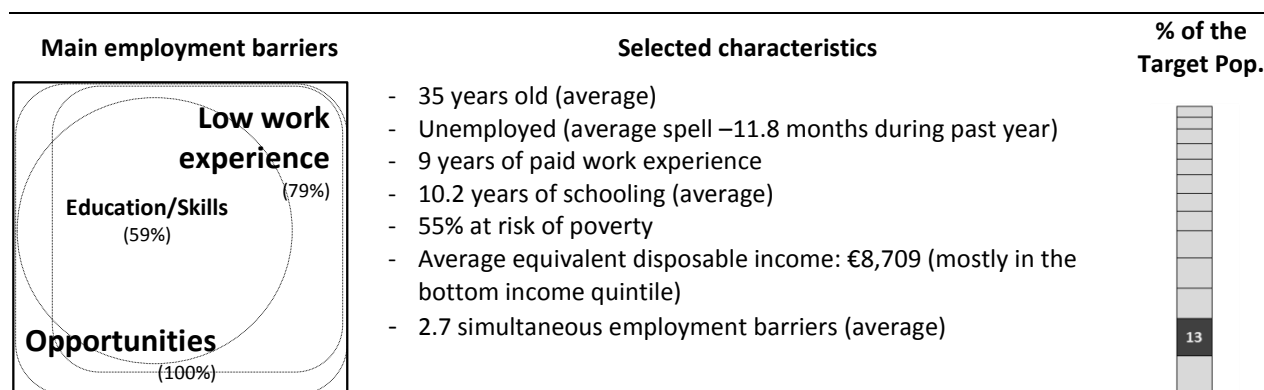 Main employment barriers
Selected characteristics
% of the
Target Pop.
Low work
experience
(79%)
Education/Skills
(59%)
Opportunities
(100%)
- 35 years old (average)
- Unemployed (average spell –11.8 months during past year)
- 9 years of paid work experience
- 10.2 years of schooling (average)
- 55% at risk of poverty
- Average equivalent disposable income: €8,709 (mostly in the
bottom income quintile)
- 2.7 simultaneous employment barriers (average)
13